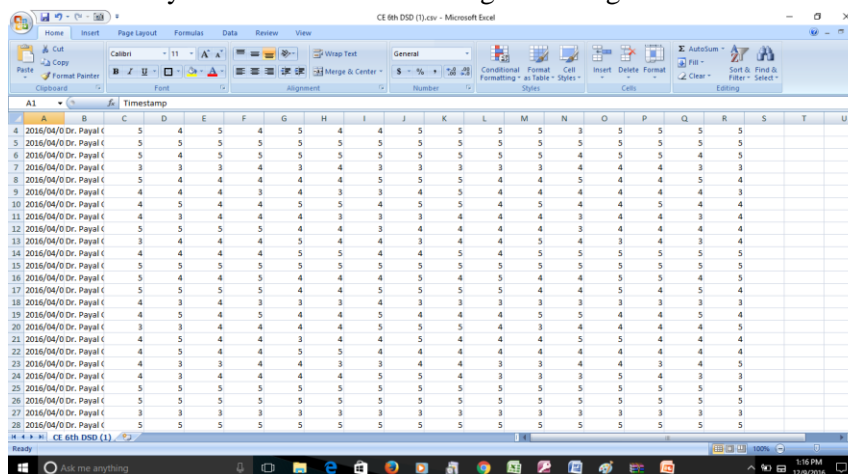 CE 6th DSD (1).csv - Microsoft Excel
Home Insert Page Layout Formulas Data Review View
Paste Cut Copy Format Painter Calibri 11 Wrap Text Merge & Center General Conditional Formatting Format as Table Cell Styles Insert Delete Format AutoSum Fill Clear Sort & Filter Find & Select
Clipboard Font Alignment Number Styles Cells Editing
A1 fx Timestamp
A B C D E F G H I J K L M N O P Q R S T U
4 2016/04/0 Dr. Payal 5 4 5 4 5 4 4 5 5 5 5 3 5 5 5 5
5 2016/04/0 Dr. Payal 5 5 5 5 5 5 5 5 5 5 5 5 5 5 5 5
6 2016/04/0 Dr. Payal 5 4 5 5 5 5 5 5 5 5 5 4 5 5 4 5
7 2016/04/0 Dr. Payal 3 3 3 4 3 4 3 3 3 3 3 4 4 4 3 3
8 2016/04/0 Dr. Payal 5 4 4 4 4 4 5 5 5 4 4 5 4 4 5 4
9 2016/04/0 Dr. Payal 4 4 4 3 4 3 3 4 5 4 4 4 4 4 4 3
10 2016/04/0 Dr. Payal 4 5 4 4 5 5 4 5 4 4 5 4 4 5 4 4
11 2016/04/0 Dr. Payal 4 3 4 4 4 3 3 3 4 4 4 3 4 4 3 4
12 2016/04/0 Dr. Payal 5 5 5 5 4 4 3 4 4 4 4 3 4 4 4 4
13 2016/04/0 Dr. Payal 3 4 4 4 5 4 4 3 4 4 5 4 3 4 3 4
14 2016/04/0 Dr. Payal 4 4 4 4 5 5 4 4 5 4 5 5 5 5 5 5
15 2016/04/0 Dr. Payal 5 5 5 5 5 5 5 5 5 5 5 5 5 5 5 5
16 2016/04/0 Dr. Payal 5 4 4 5 4 4 4 5 4 5 4 4 5 5 4 5
17 2016/04/0 Dr. Payal 4 5 5 5 4 4 5 5 5 4 4 4 5 5 4 5
18 2016/04/0 Dr. Payal 4 3 4 3 3 3 4 3 3 3 3 3 3 3 3 3
19 2016/04/0 Dr. Payal 4 5 4 4 4 4 4 5 4 4 5 5 4 4 4 4
20 2016/04/0 Dr. Payal 3 3 4 4 4 4 5 5 5 4 3 4 4 4 4 5
21 2016/04/0 Dr. Payal 4 5 4 4 3 4 4 5 4 4 4 4 5 5 4 4
22 2016/04/0 Dr. Payal 4 5 4 4 5 5 4 4 4 4 4 4 4 4 4 4
23 2016/04/0 Dr. Payal 4 3 3 4 4 3 3 4 4 3 3 4 4 3 4 5
24 2016/04/0 Dr. Payal 4 3 4 4 4 4 5 5 4 3 3 3 5 4 3 3
25 2016/04/0 Dr. Payal 5 5 5 5 5 5 5 5 5 5 5 5 5 5 5 5
26 2016/04/0 Dr. Payal 5 5 5 5 5 5 5 5 5 5 5 5 5 5 5 5
27 2016/04/0 Dr. Payal 3 3 3 3 3 3 3 3 3 3 3 3 3 3 3 3
28 2016/04/0 Dr. Payal 5 5 5 5 5 5 5 5 5 5 5 5 5 5 5 5
CE 6th DSD (1)
Ready 100%
Ask me anything 1:16 PM
12/9/2016